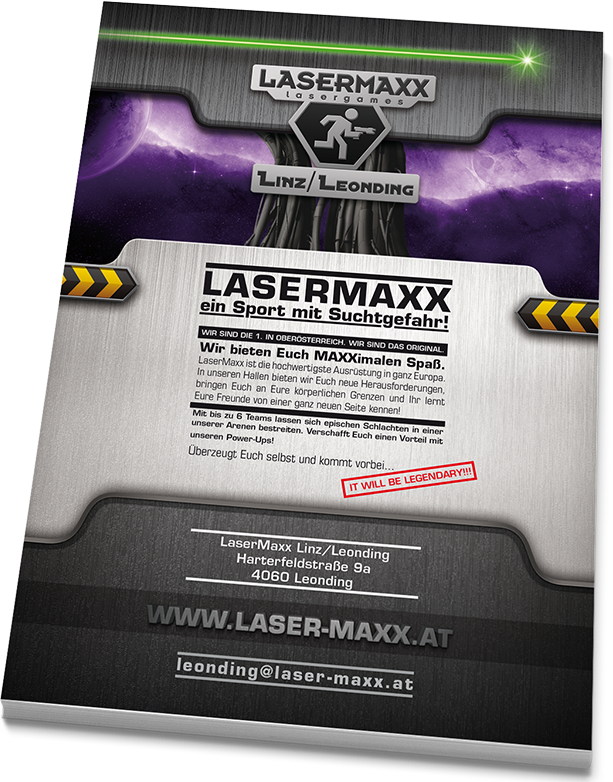 LASERMAXX
lasergames
LINZ/LEONDING
LASERMAXX
ein Sport mit Suchtgefahr!
WIR SIND DIE 1. IN OBERÖSTERREICH. WIR SIND DAS ORIGINAL.
Wir bieten Euch MAXXimalen Spaß.
LaserMaxx ist die hochwertigste Ausrüstung in ganz Europa.
In unseren Hallen bieten wir Euch neue Herausforderungen,
bringen Euch an Eure körperlichen Grenzen und Ihr lernt
Eure Freunde von einer ganz neuen Seite kennen!
Mit bis zu 6 Teams lassen sich epischen Schlachten in einer
unserer Arenen bestreiten. Verschafft Euch einen Vorteil mit
unseren Power-Ups!
Überzeugt Euch selbst und kommt vorbei...
IT WILL BE LEGENDARY!!!
LaserMaxx Linz/Leonding
Harterfeldstraße 9a
4060 Leonding
WWW.LASER-MAXX.AT
leonding@laser-maxx.at